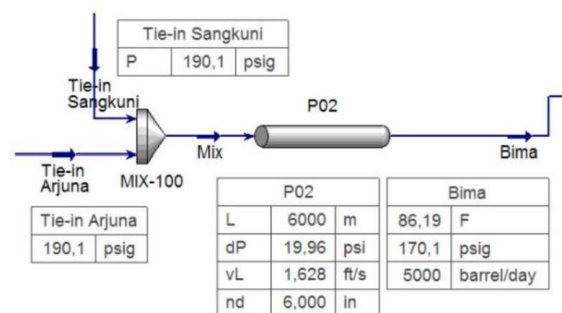 Tie-in Sangkuni
P 190,1 psig
Tie-in
Sangkuni
P02
Mix
Bima
Tie-in
Arjuna
MIX-100
Tie-in Arjuna
190,1 psig
P02
L 6000 m
dP 19,96 psi
vL 1,628 ft/s
nd 6,000 in
Bima
86,19 F
170,1 psig
5000 barrel/day